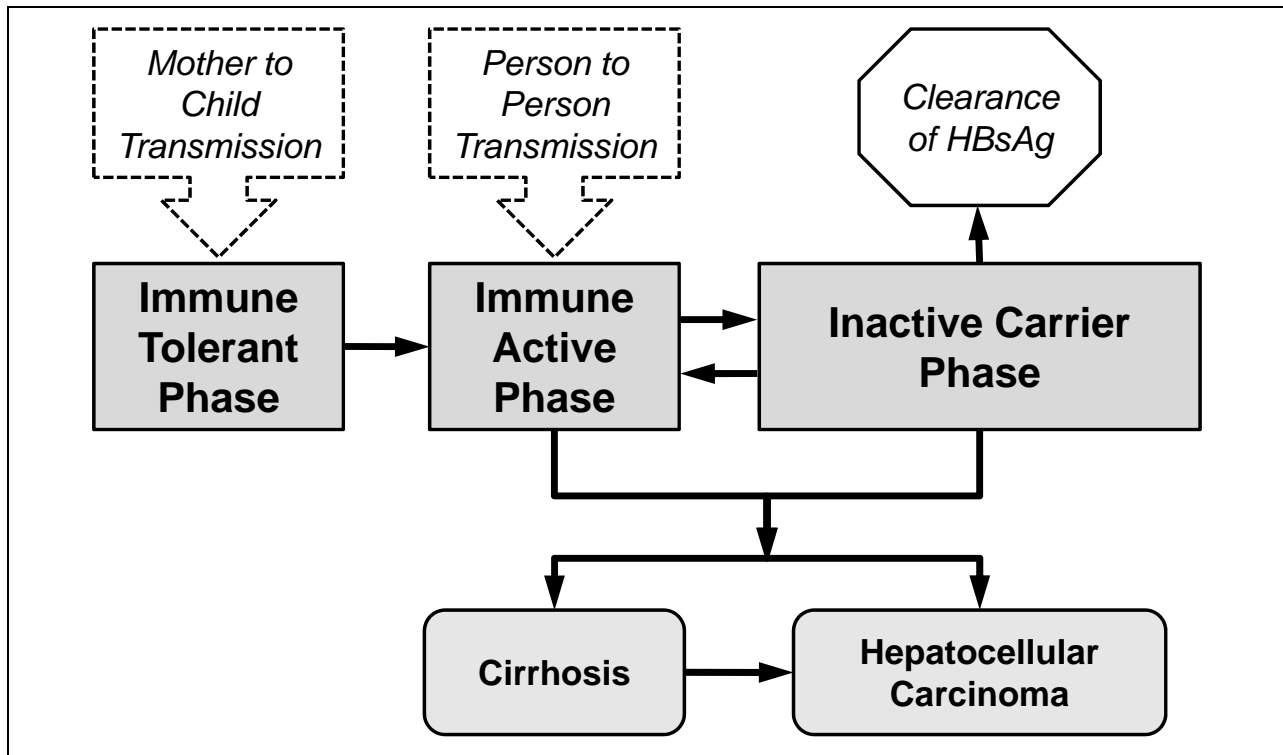 Mother to
Child
Transmission
Person to
Person
Transmission
Clearance
of HBsAg
Immune
Tolerant
Phase
Immune
Active
Phase
Inactive Carrier
Phase
Cirrhosis
Hepatocellular
Carcinoma